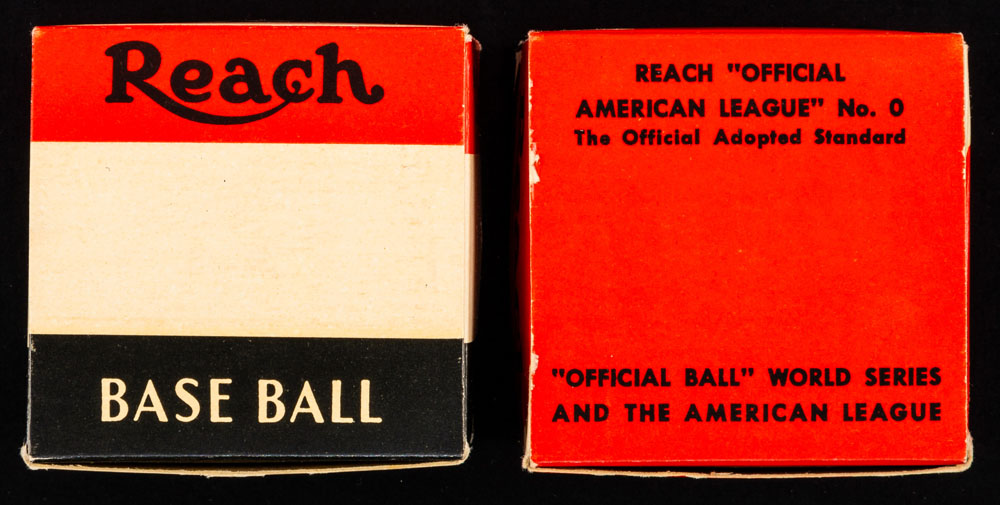 Reach
BASE BALL
REACH "OFFICIAL
AMERICAN LEAGUE" No. 0
The Official Adopted Standard
"OFFICIAL BALL" WORLD SERIES
AND THE AMERICAN LEAGUE